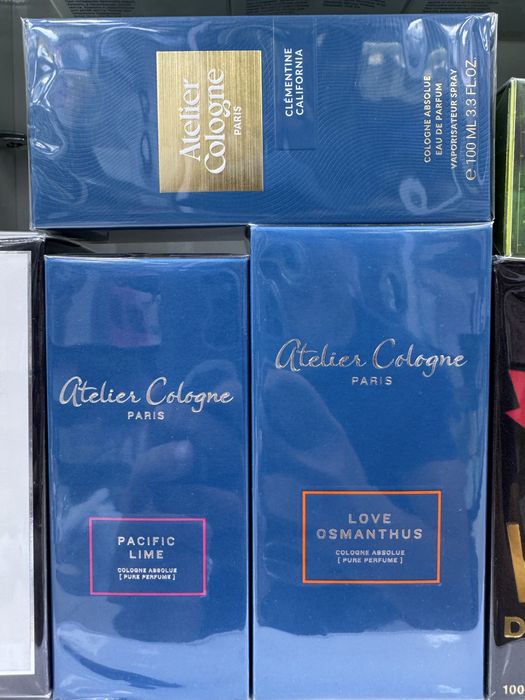 Atelier
Cologne
PARIS
CLÉMENTINE
CALIFORNIA
COLOGNE ABSOLUE
EAU DE PARFUM
VAPORISATEUR SPRAY
℮ 100 ML 3.3 FL.OZ.
Atelier Cologne
PARIS
PACIFIC
LIME
COLOGNE ABSOLUE
[ PURE PERFUME ]
Atelier Cologne
PARIS
LOVE
OSMANTHUS
COLOGNE ABSOLUE
[ PURE PERFUME ]
D
100